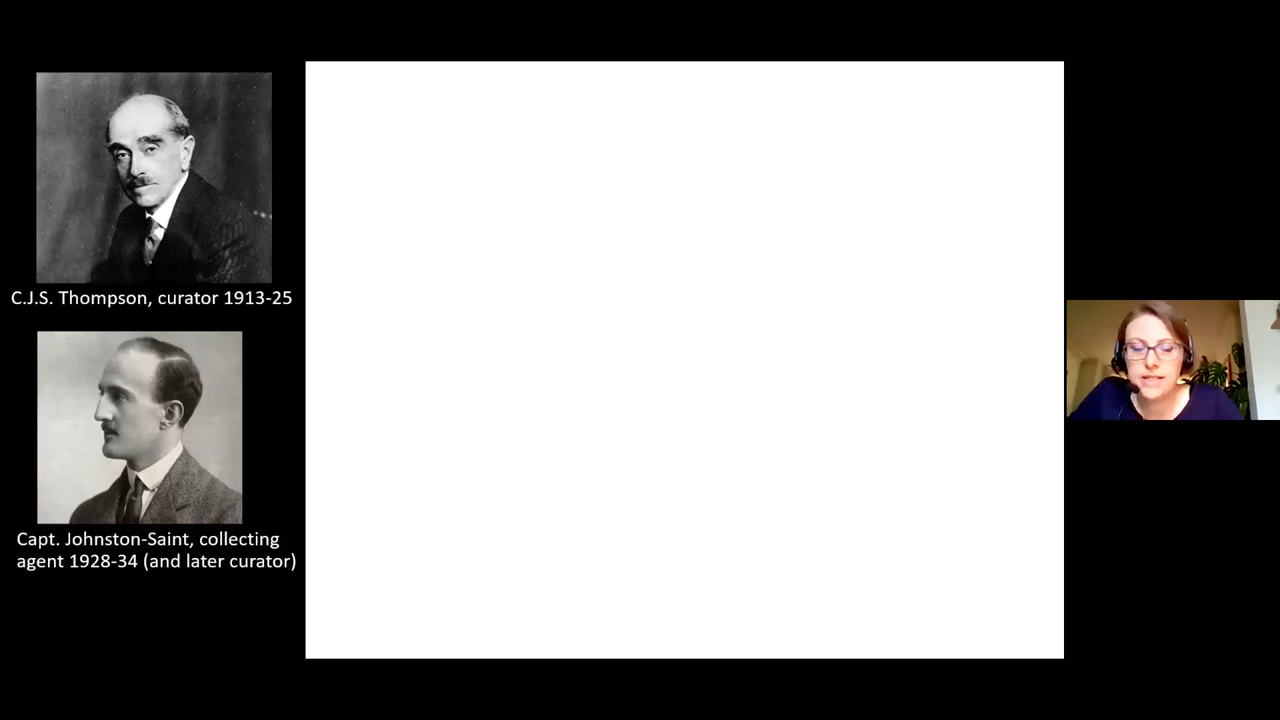 C.J.S. Thompson, curator 1913-25
Capt. Johnston-Saint, collecting
agent 1928-34 (and later curator)